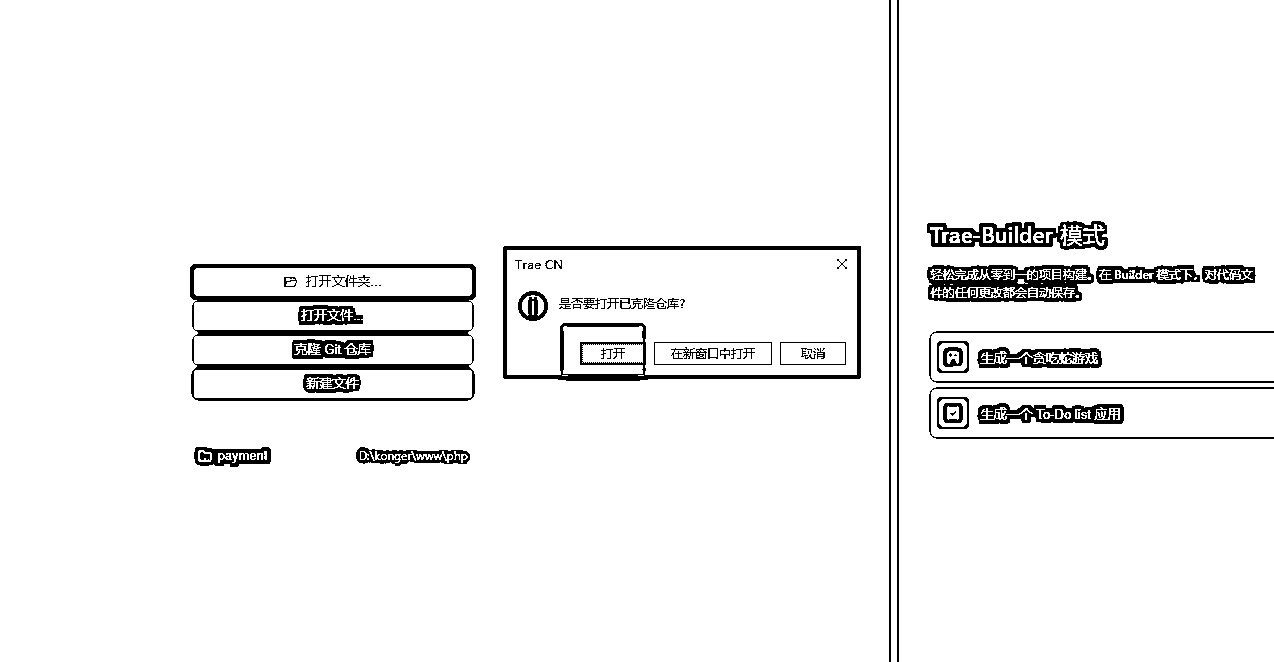 打开文件夹...
打开文件...
克隆 Git 仓库
新建文件
payment D:\konger\www\php
Trae CN
是否要打开已克隆仓库?
打开 在新窗口中打开 取消
Trae-Builder 模式
轻松完成从零到一的项目构建。在 Builder 模式下，对代码文
件的任何更改都会自动保存。
生成一个贪吃蛇游戏
生成一个 To-Do list 应用